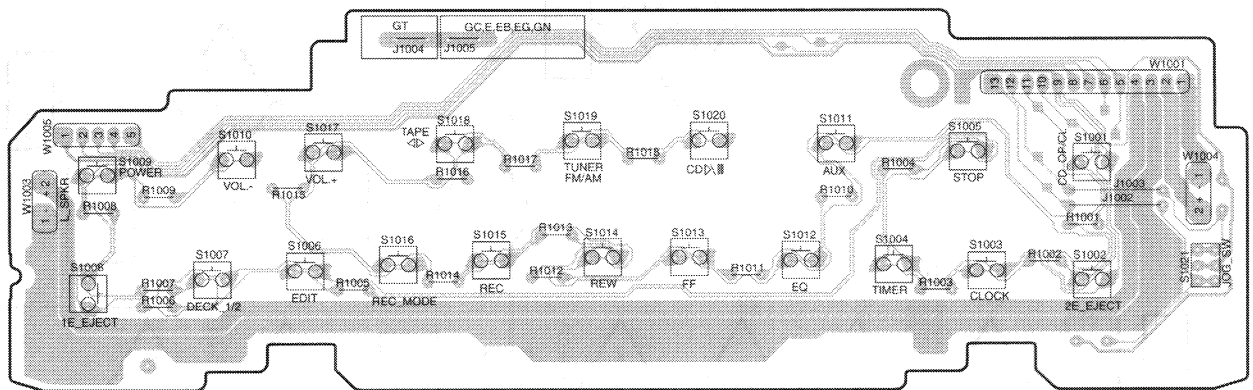 GT
GC,E,EB,EG,GN
J1004
J1005
W1001
13 12 11 10 9 8 7 6 5 4 3 2 1
W1005
1 2 3 4 5
S1009
POWER
S1010
VOL.-
S1017
VOL.+
TAPE
S1018
S1019
TUNER
FM/AM
S1020
CD
S1011
AUX
S1005
STOP
S1001
CD_OP/CL
W1004
1
2 +
W1003
1 - + 2
L_SPKR
R1008
R1009
R1015
R1016
R1017
R1018
R1010
R1004
J1003
J1002
R1001
S1008
1E_EJECT
R1007
R1006
S1007
DECK_1/2
S1006
EDIT
R1005
S1016
REC_MODE
R1014
S1015
REC
R1013
R1012
S1014
REW
S1013
FF
R1011
S1012
EQ
S1004
TIMER
R1003
S1003
CLOCK
R1002
S1002
2E_EJECT
S1021
JOG_SW